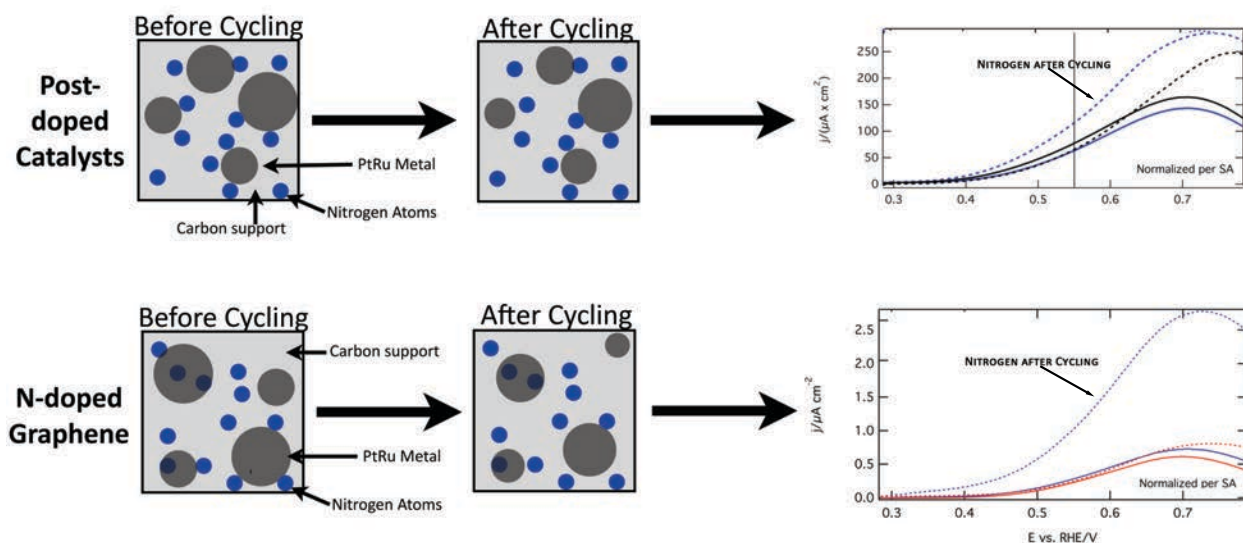 Before Cycling
After Cycling
Post-
doped
Catalysts
PtRu Metal
Nitrogen Atoms
Carbon support
j/(µA x cm²)
250
200
150
100
50
0
NITROGEN AFTER CYCLING
Normalized per SA
0.3 0.4 0.5 0.6 0.7
Before Cycling
After Cycling
N-doped
Graphene
Carbon support
PtRu Metal
Nitrogen Atoms
j/µA cm⁻²
2.5
2.0
1.5
1.0
0.5
0.0
NITROGEN AFTER CYCLING
Normalized per SA
0.3 0.4 0.5 0.6 0.7
E vs. RHE/V